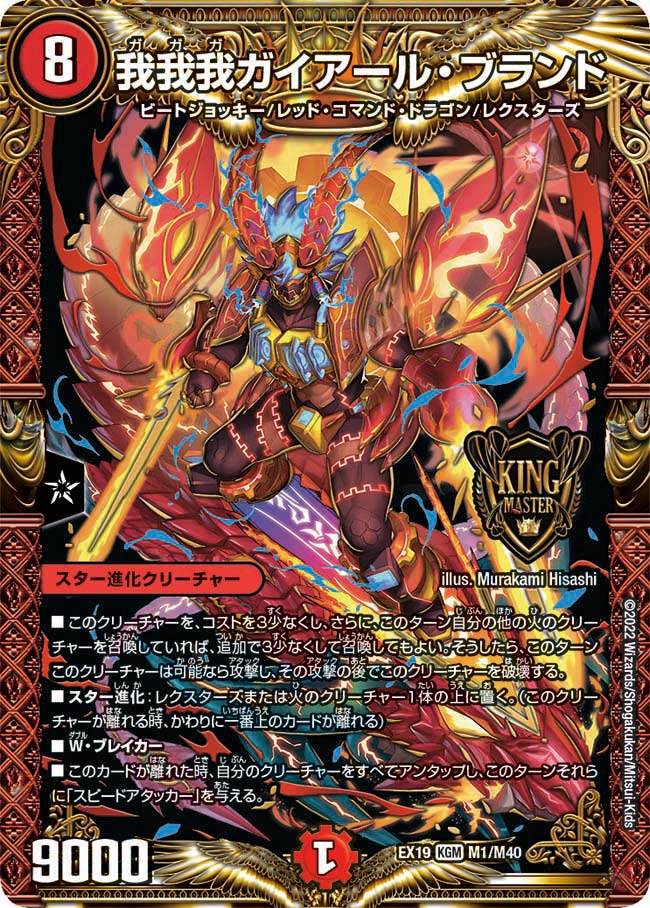 8
我我我ガイアール・ブランド
ガ ガ ガ
ビートジョッキー/レッド・コマンド・ドラゴン/レクスターズ
KING
MASTER
illus. Murakami Hisashi
スター進化クリーチャー
■このクリーチャーを、コストを3少なくし、さらに、このターン自分の他の火のクリー
チャーを召喚していれば、追加で3少なくして召喚してもよい。そうしたら、このターン
このクリーチャーは可能なら攻撃し、その攻撃の後でこのクリーチャーを破壊する。
■スター進化:レクスターズまたは火のクリーチャー1体の上に置く。(このクリー
チャーが離れる時、かわりに一番上のカードが離れる)
■W・ブレイカー
■このカードが離れた時、自分のクリーチャーをすべてアンタップし、このターンそれら
に「スピードアタッカー」を与える。
9000
1
EX19 KGM M1/M40
©2022 Wizards/Shogakukan/Mitsui-Kids